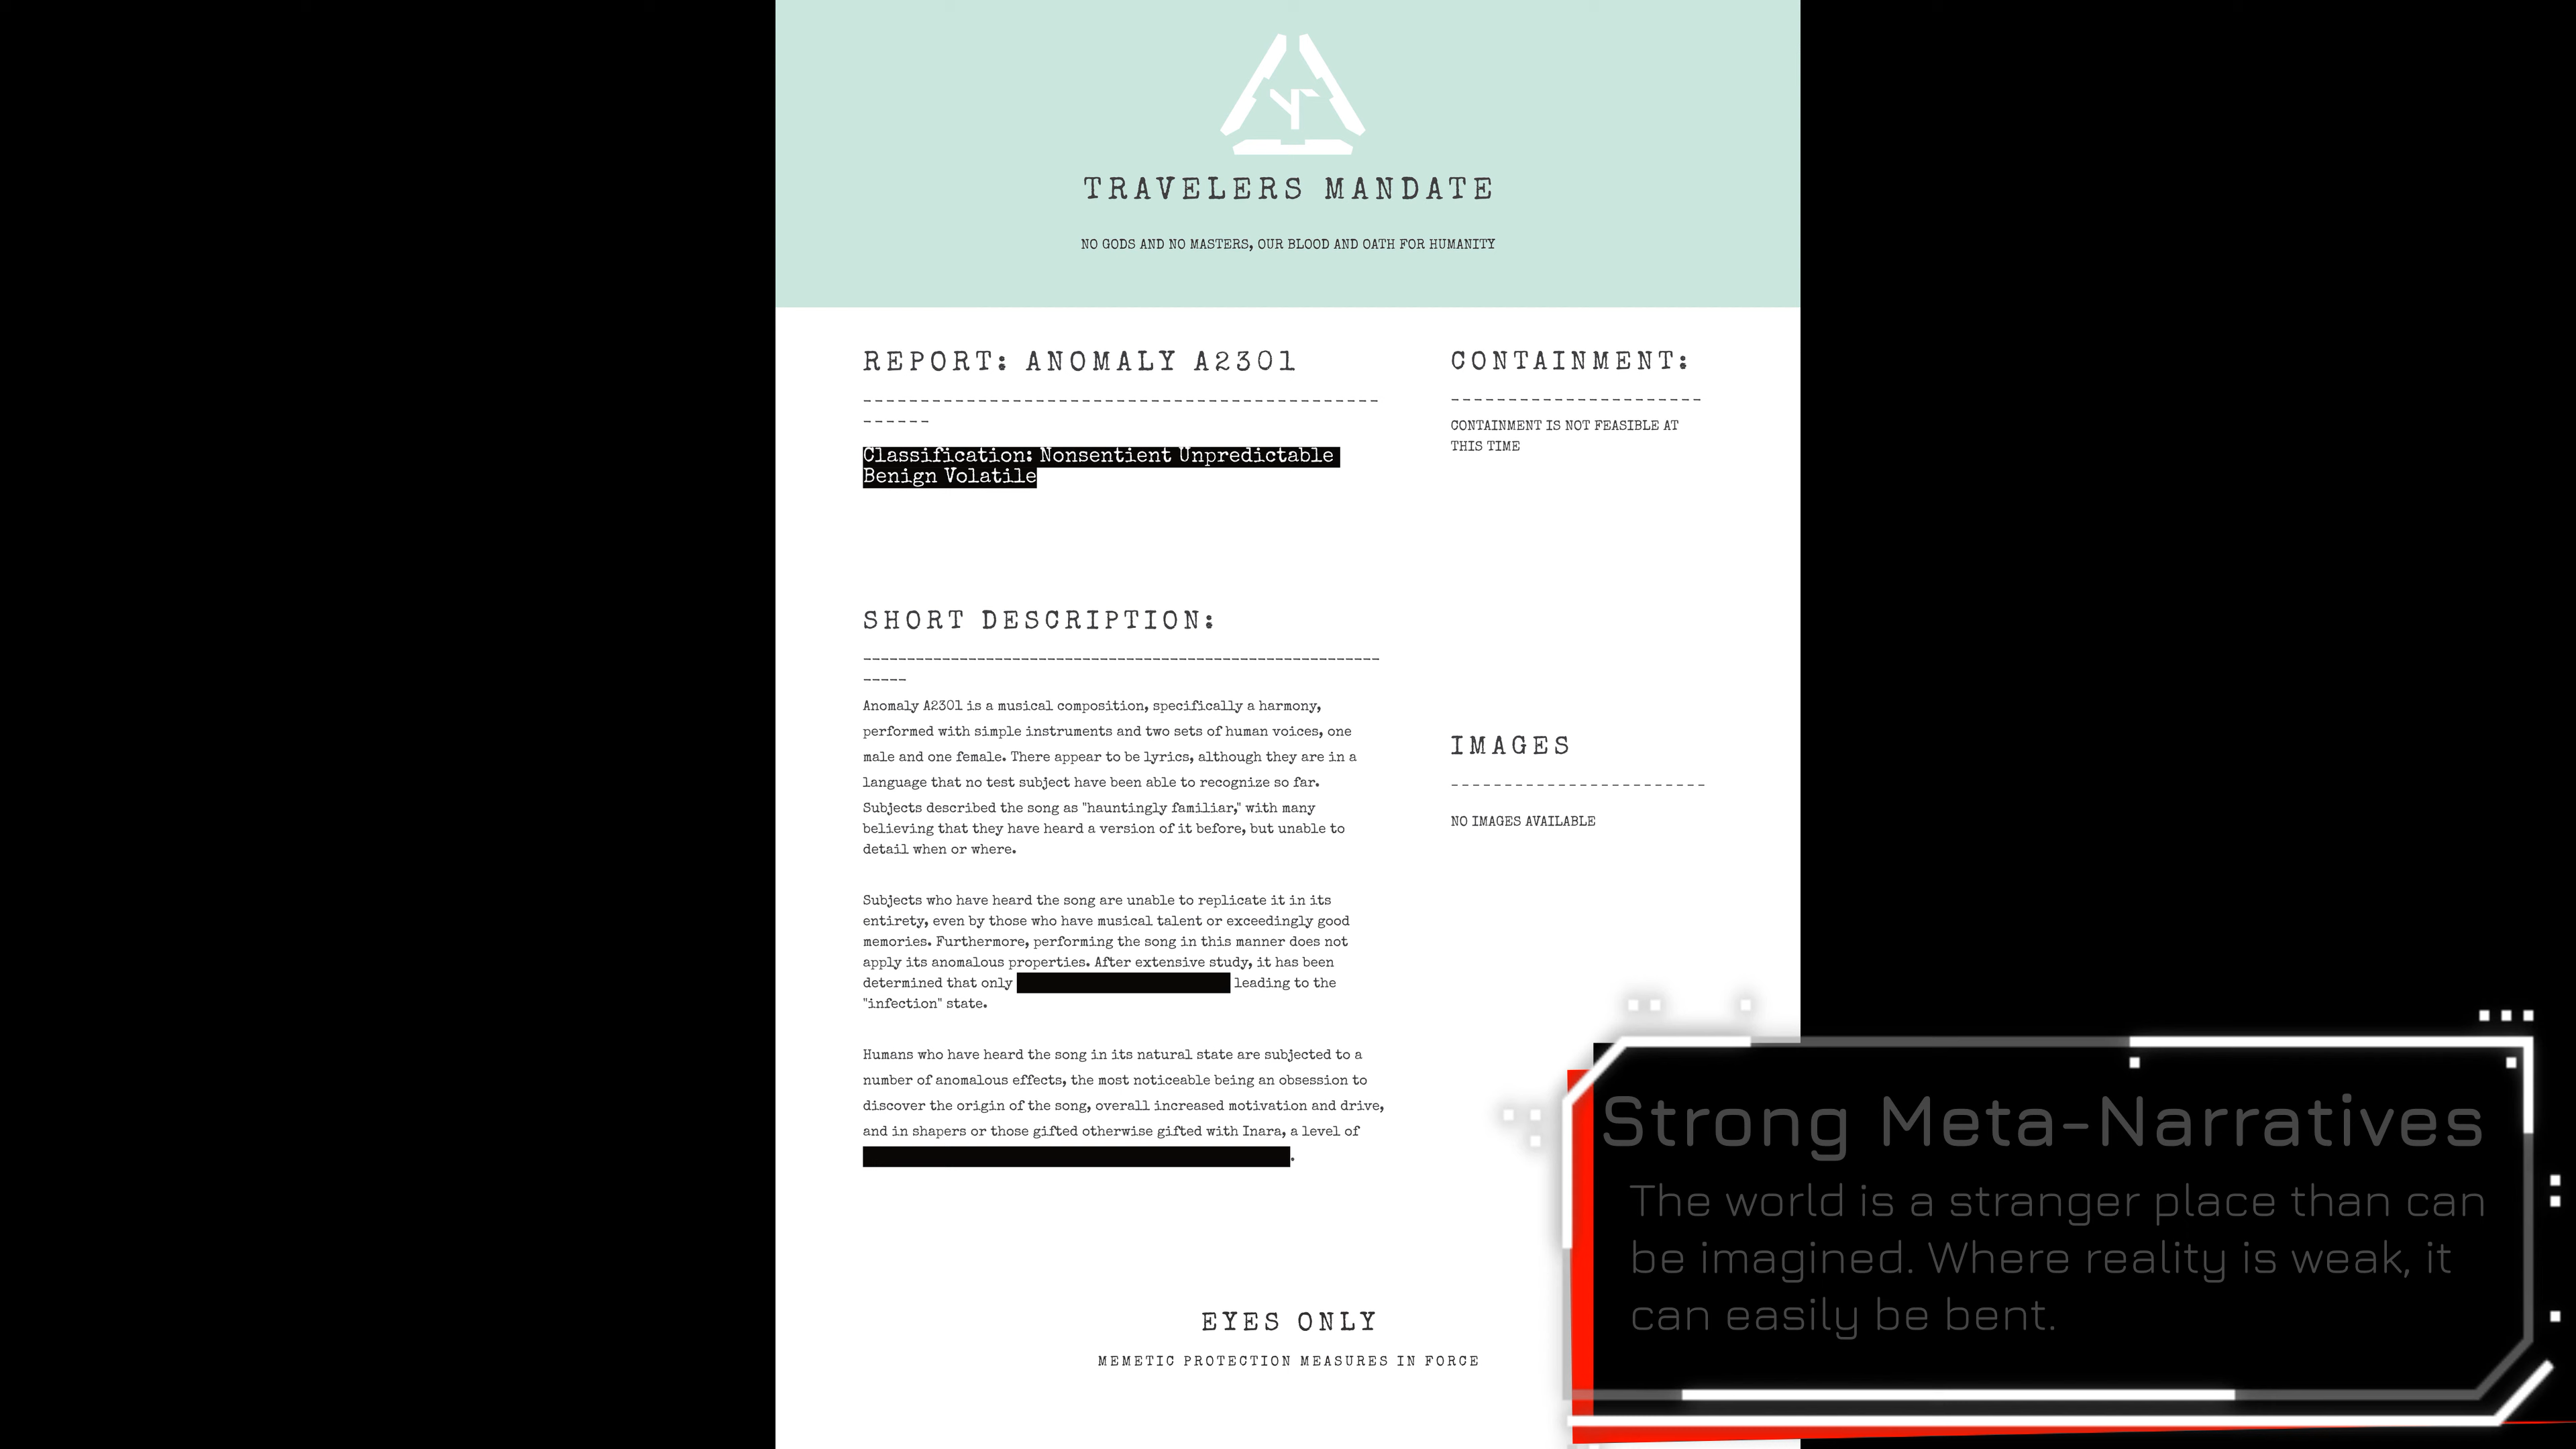 TRAVELERS MANDATE
NO GODS AND NO MASTERS, OUR BLOOD AND OATH FOR HUMANITY
REPORT: ANOMALY A2301
Classification: Nonsentient Unpredictable
Benign Volatile
CONTAINMENT:
CONTAINMENT IS NOT FEASIBLE AT
THIS TIME
SHORT DESCRIPTION:
Anomaly A2301 is a musical composition, specifically a harmony,
performed with simple instruments and two sets of human voices, one
male and one female. There appear to be lyrics, although they are in a
language that no test subject have been able to recognize so far.
Subjects described the song as "hauntingly familiar," with many
believing that they have heard a version of it before, but unable to
detail when or where.
Subjects who have heard the song are unable to replicate it in its
entirety, even by those who have musical talent or exceedingly good
memories. Furthermore, performing the song in this manner does not
apply its anomalous properties. After extensive study, it has been
determined that only leading to the
"infection" state.
Humans who have heard the song in its natural state are subjected to a
number of anomalous effects, the most noticeable being an obsession to
discover the origin of the song, overall increased motivation and drive,
and in shapers or those gifted otherwise gifted with Inara, a level of
.
IMAGES
NO IMAGES AVAILABLE
EYES ONLY
MEMETIC PROTECTION MEASURES IN FORCE
Strong Meta-Narratives
The world is a stranger place than can
be imagined. Where reality is weak, it
can easily be bent.